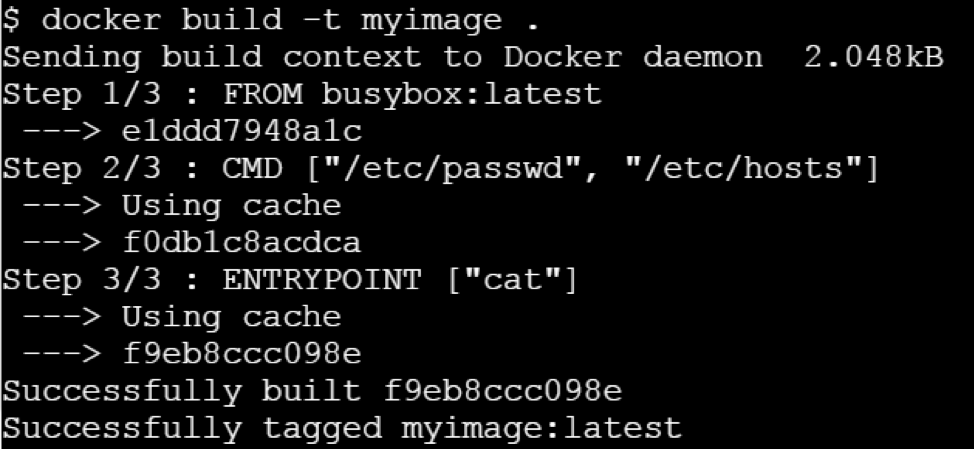 $ docker build -t myimage .
Sending build context to Docker daemon  2.048kB
Step 1/3 : FROM busybox:latest
 ---> e1ddd7948a1c
Step 2/3 : CMD ["/etc/passwd", "/etc/hosts"]
 ---> Using cache
 ---> f0db1c8acdca
Step 3/3 : ENTRYPOINT ["cat"]
 ---> Using cache
 ---> f9eb8ccc098e
Successfully built f9eb8ccc098e
Successfully tagged myimage:latest